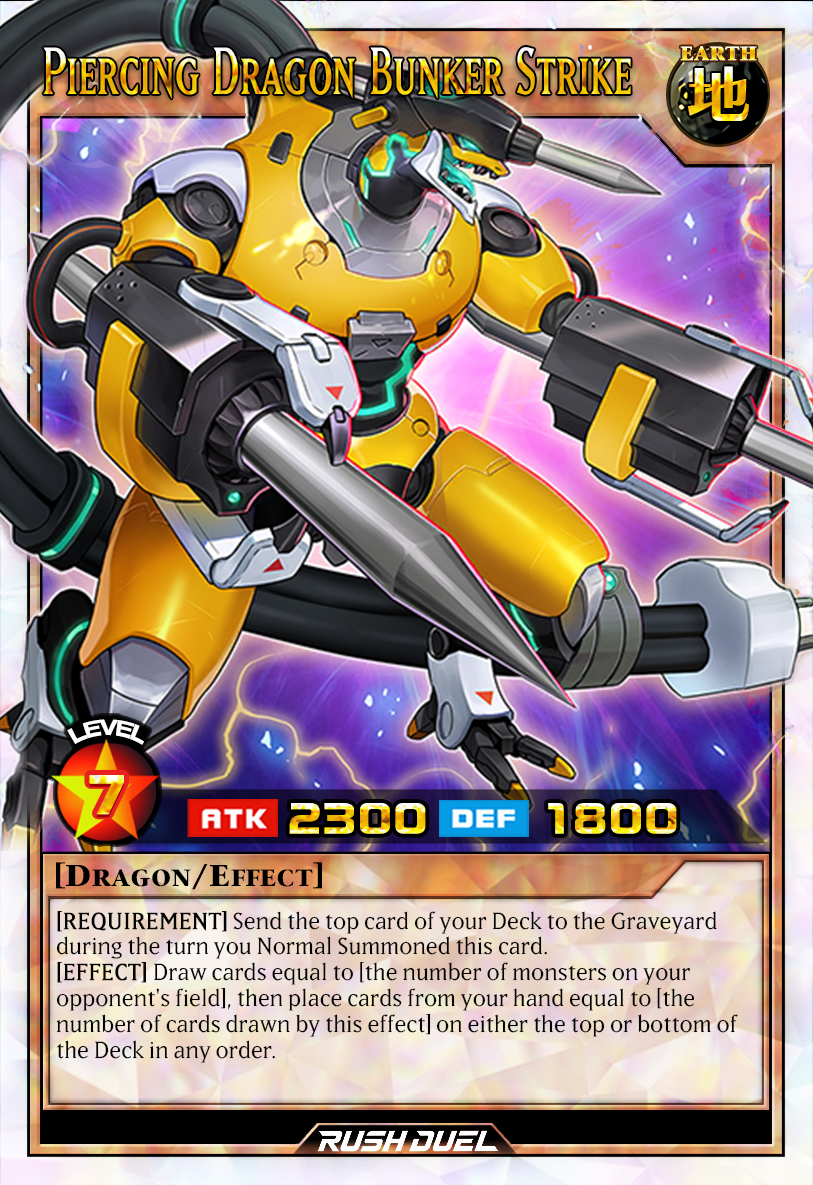 PIERCING DRAGON BUNKER STRIKE
EARTH
地
LEVEL
7
ATK 2300 DEF 1800
[DRAGON/EFFECT]
[REQUIREMENT] Send the top card of your Deck to the Graveyard
during the turn you Normal Summoned this card.
[EFFECT] Draw cards equal to [the number of monsters on your
opponent's field], then place cards from your hand equal to [the
number of cards drawn by this effect] on either the top or bottom of
the Deck in any order.
RUSH DUEL